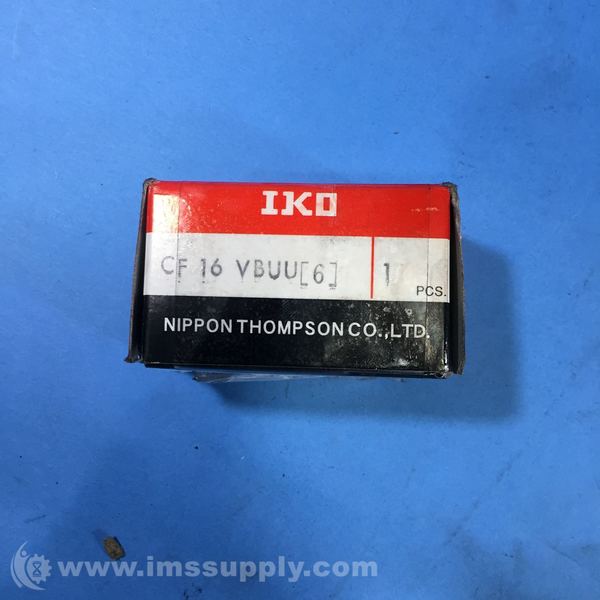 IKO
CF 16 VBUU[6] 1 PCS.
NIPPON THOMPSON CO.,LTD.
www.imssupply.com